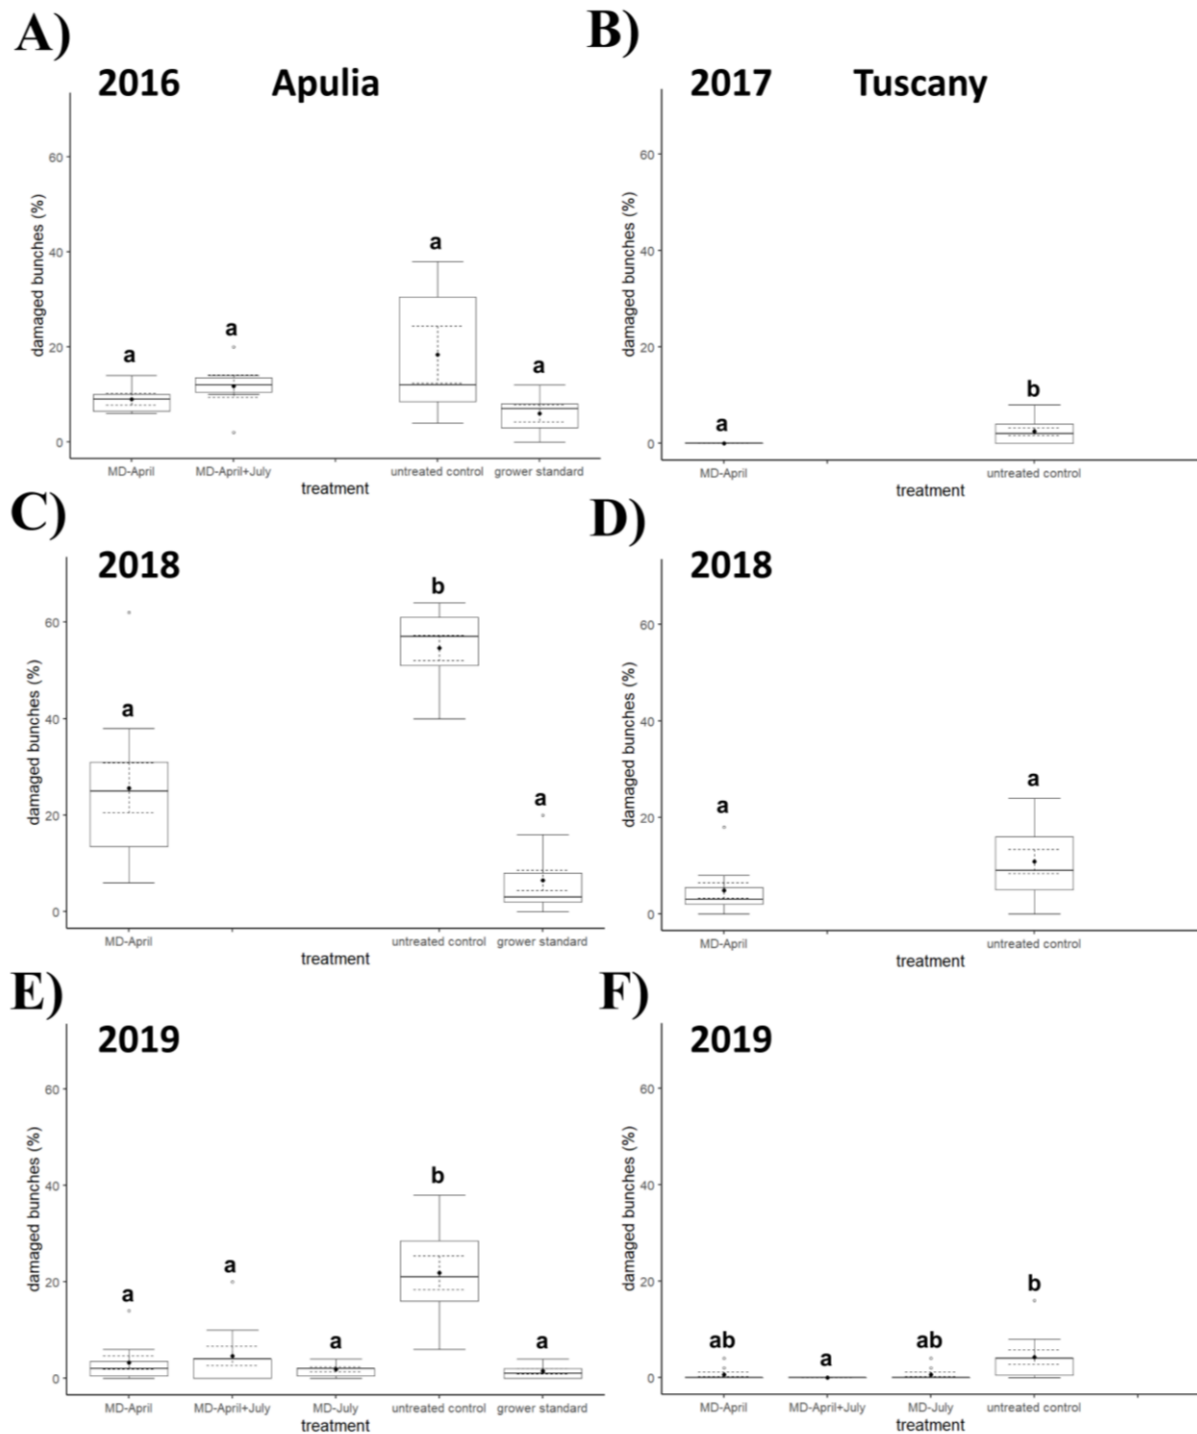 A)
2016 Apulia
damaged bunches (%)
60
40
20
0
a
a
a
a
MD-April
MD-April+July
untreated control
grower standard
treatment
B)
2017 Tuscany
damaged bunches (%)
60
40
20
0
a
b
MD-April
untreated control
treatment
C)
2018
damaged bunches (%)
60
40
20
0
a
b
a
MD-April
untreated control
grower standard
treatment
D)
2018
damaged bunches (%)
60
40
20
0
a
a
MD-April
untreated control
treatment
E)
2019
damaged bunches (%)
60
40
20
0
a
a
a
b
a
MD-April
MD-April+July
MD-July
untreated control
grower standard
treatment
F)
2019
damaged bunches (%)
60
40
20
0
ab
a
ab
b
MD-April
MD-April+July
MD-July
untreated control
treatment